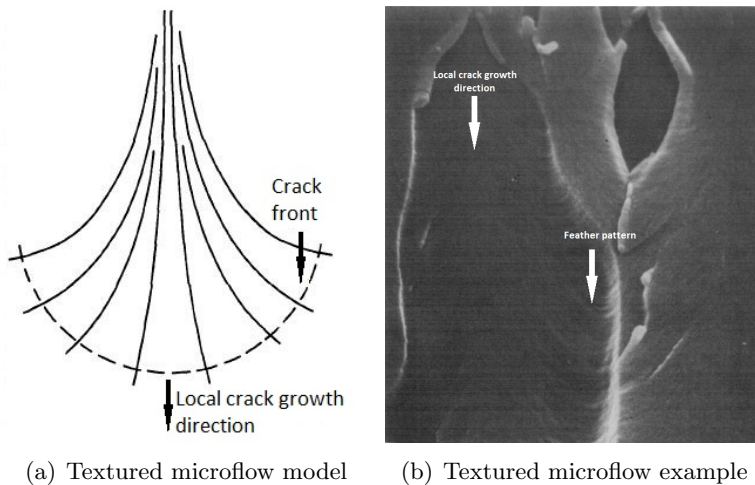 Crack
front
Local crack growth
direction
Local crack growth
direction
Feather pattern
(a) Textured microflow model
(b) Textured microflow example